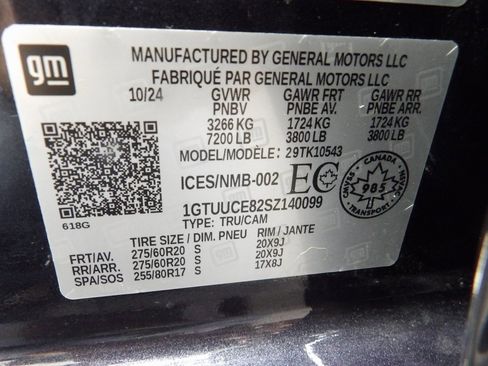 gm
MANUFACTURED BY GENERAL MOTORS LLC
FABRIQUÉ PAR GENERAL MOTORS LLC
10/24 GVWR GAWR FRT GAWR RR
PNBV PNBE AV. PNBE ARR.
3266 KG 1724 KG 1724 KG
7200 LB 3800 LB 3800 LB
MODEL/MODÈLE: 29TK10543
ICES/NMB-002 EC
CANADA
CMVSS 985 NSVAC
TRANSPORT
1GTUUCE82SZ140099
TYPE: TRU/CAM
618G
TIRE SIZE / DIM. PNEU RIM / JANTE
FRT/AV. 275/60R20 S 20X9J
RR/ARR. 275/60R20 S 20X9J
SPA/SOS 255/80R17 S 17X8J